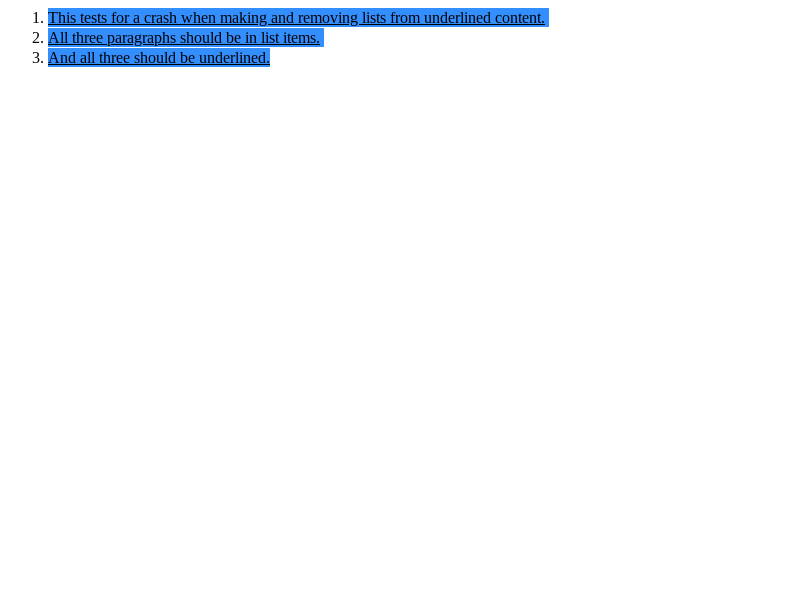 1. This tests for a crash when making and removing lists from underlined content.
2. All three paragraphs should be in list items.
3. And all three should be underlined.